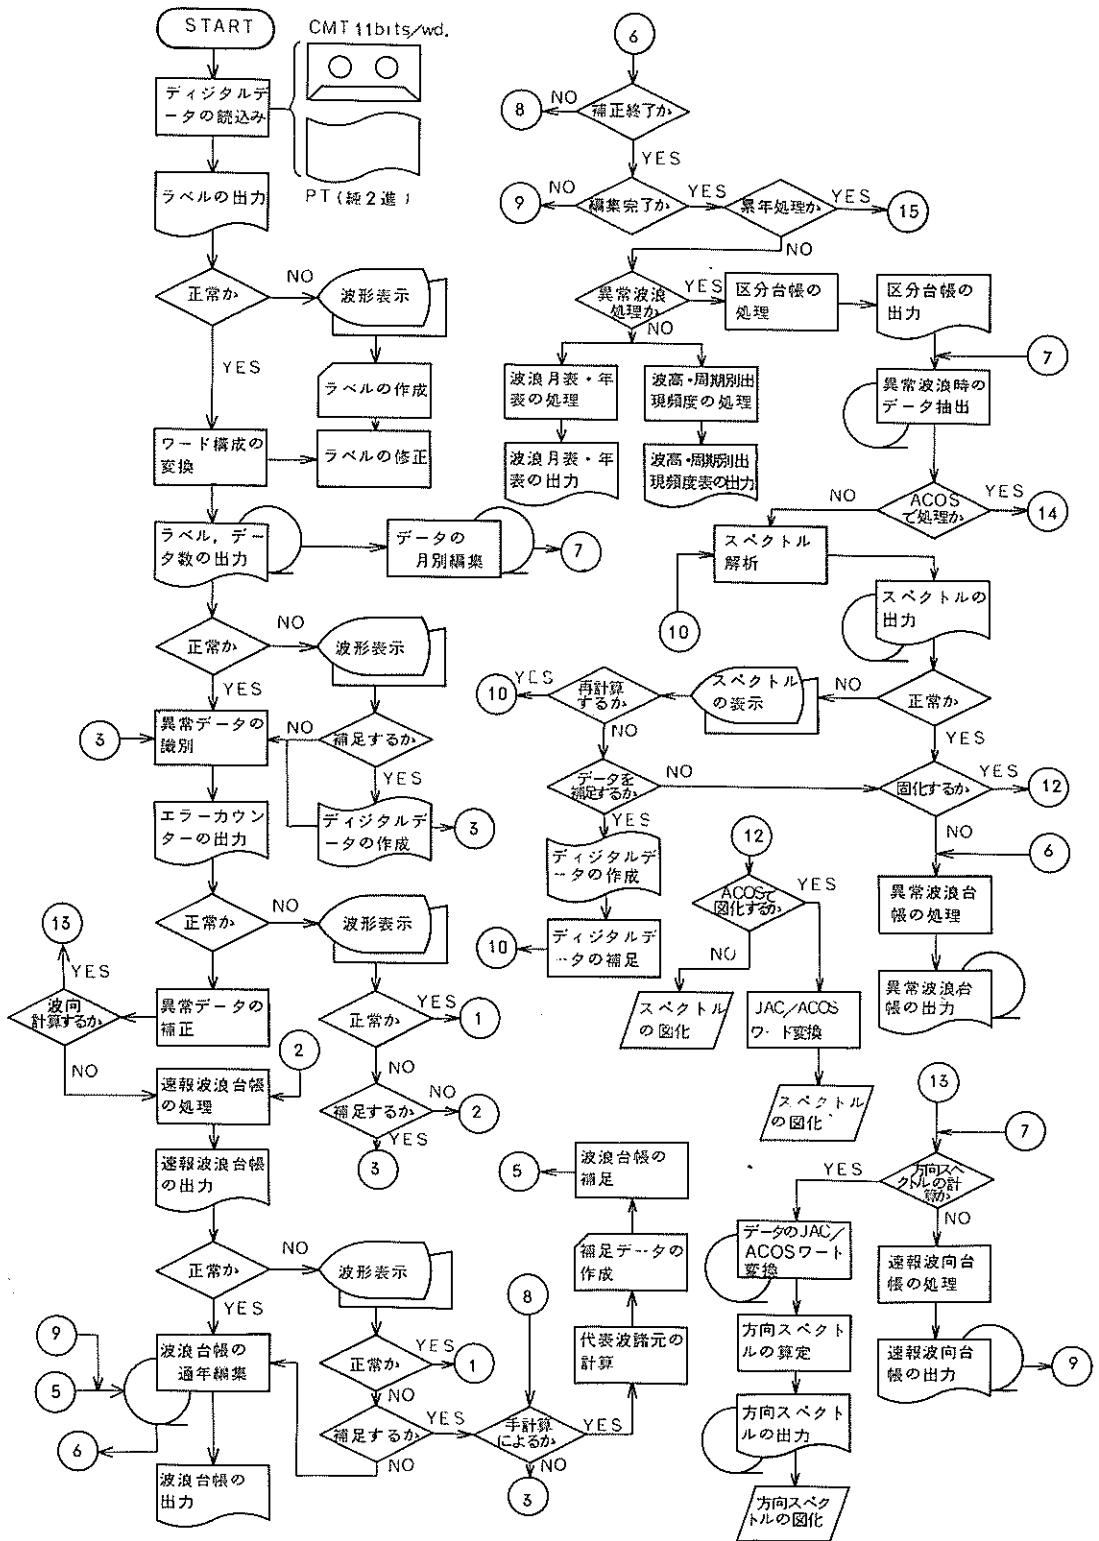 START
CMT 11bits/wd.
ディジタルデ
ータの読込み
PT (純2進)
ラベルの出力
正常か
NO
波形表示
YES
ラベルの作成
ワード構成の
変換
ラベルの修正
ラベル，デー
タ数の出力
データの
月別編集
7
正常か
NO
波形表示
YES
3
異常データの
識別
NO
補足するか
YES
エラーカウン
ターの出力
ディジタルデ
ータの作成
3
正常か
NO
波形表示
13
YES
波向
計算するか
異常データの
補正
正常か
YES
1
NO
2
NO
速報波浪台帳
の処理
補足するか
NO
2
YES
3
速報波浪台帳
の出力
正常か
NO
波形表示
YES
9
5
6
波浪台帳の
通年編集
正常か
YES
1
NO
補足するか
YES
NO
波浪台帳の
出力
8
手計算
によるか
YES
NO
3
代表波諸元の
計算
補足データの
作成
波浪台帳の
補足
5
6
補正終了か
NO
8
YES
編集完了か
NO
9
YES
累年処理か
YES
15
NO
異常波浪
処理か
YES
区分台帳の
処理
区分台帳の
出力
NO
7
波浪月表・年
表の処理
波高・周期別出
現頻度の処理
異常波浪時の
データ抽出
波浪月表・年
表の出力
波高・周期別出
現頻度表の出力
ACOS
で処理か
NO
YES
14
スペクトル
解析
10
スペクトルの
出力
10
YES
再計算
するか
スペクトル
の表示
NO
正常か
NO
YES
データを
補足するか
NO
固化するか
YES
12
YES
NO
6
ディジタルデ
ータの作成
12
ACOSで
図化するか
YES
NO
異常波浪台
帳の処理
10
ディジタルデ
ータの補足
スペクトル
の図化
JAC/ACOS
ワード変換
異常波浪台
帳の出力
スペクトル
の図化
13
7
方向スペ
クトルの計
算か
YES
NO
データのJAC/
ACOSワート
変換
速報波向台
帳の処理
方向スペク
トルの算定
速報波向台
帳の出力
9
方向スペク
トルの出力
方向スペク
トルの図化